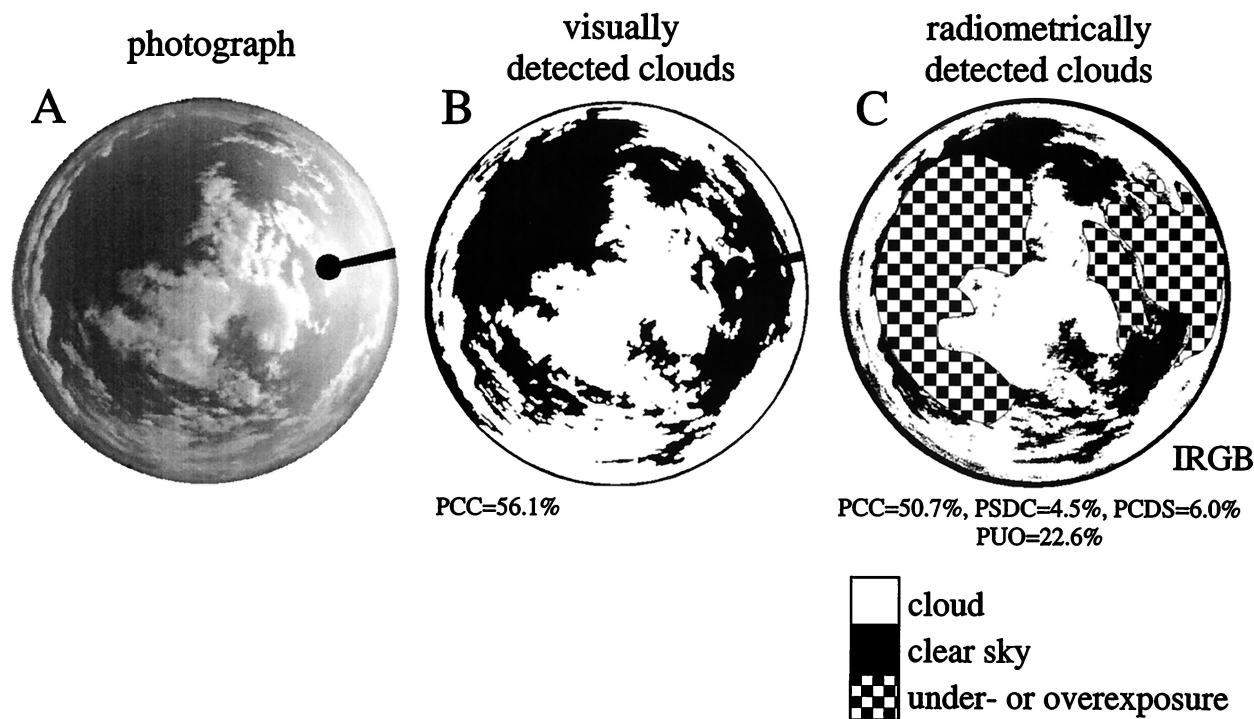 photograph
visually
detected clouds
radiometrically
detected clouds
A
B
C
IRGB
PCC=56.1%
PCC=50.7%, PSDC=4.5%, PCDS=6.0%
PUO=22.6%
cloud
clear sky
under- or overexposure